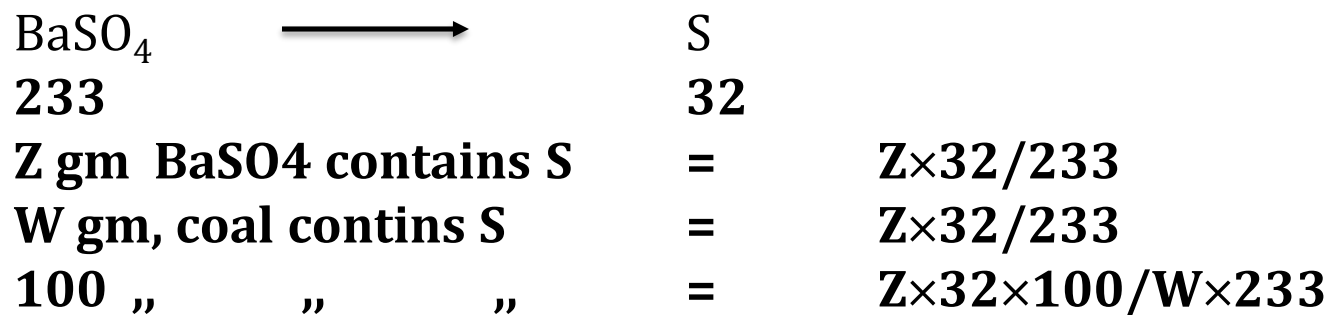 BaSO₄ ⟶ S
233 32
Z gm BaSO4 contains S = Z×32/233
W gm, coal contins S = Z×32/233
100 ,, ,, ,, = Z×32×100/W×233